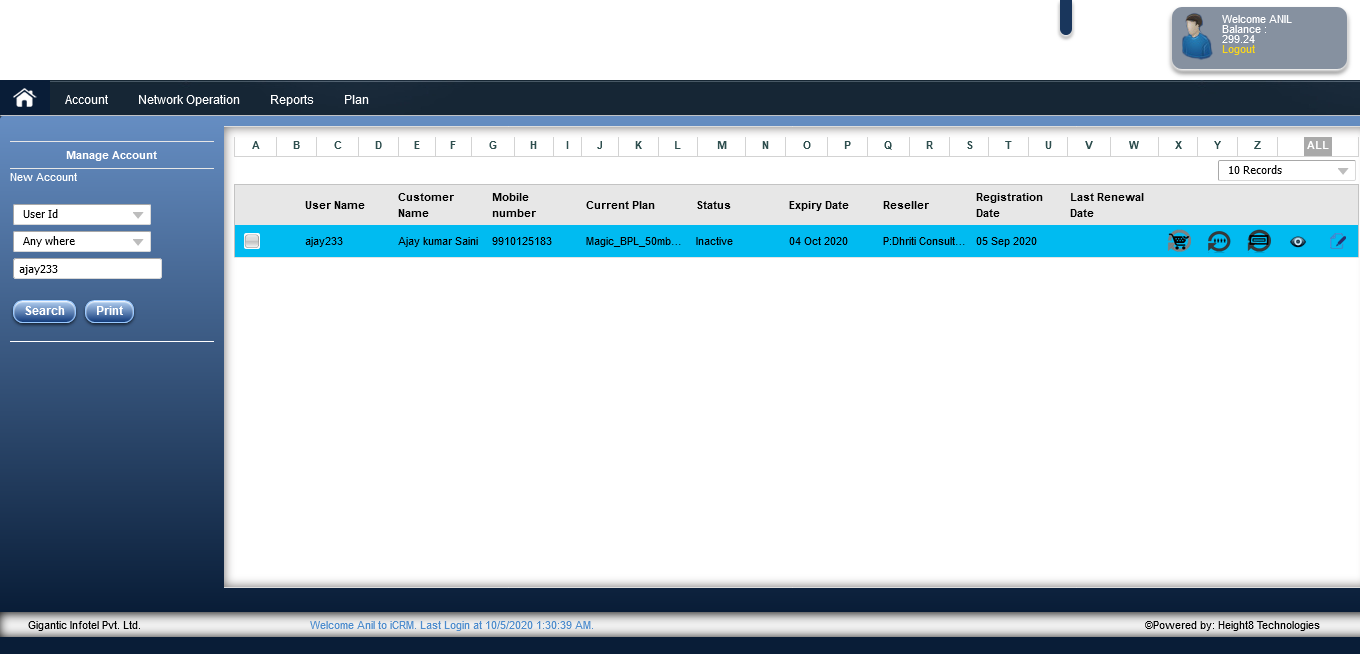 Welcome ANIL
Balance :
299.24
Logout
Account Network Operation Reports Plan
Manage Account
New Account
User Id
Any where
ajay233
Search Print
A B C D E F G H I J K L M N O P Q R S T U V W X Y Z ALL
10 Records
User Name Customer Name Mobile number Current Plan Status Expiry Date Reseller Registration Date Last Renewal Date
ajay233 Ajay kumar Saini 9910125183 Magic_BPL_50mb... Inactive 04 Oct 2020 P:Dhriti Consult... 05 Sep 2020
Gigantic Infotel Pvt. Ltd. Welcome Anil to iCRM. Last Login at 10/5/2020 1:30:39 AM. ©Powered by: Height8 Technologies